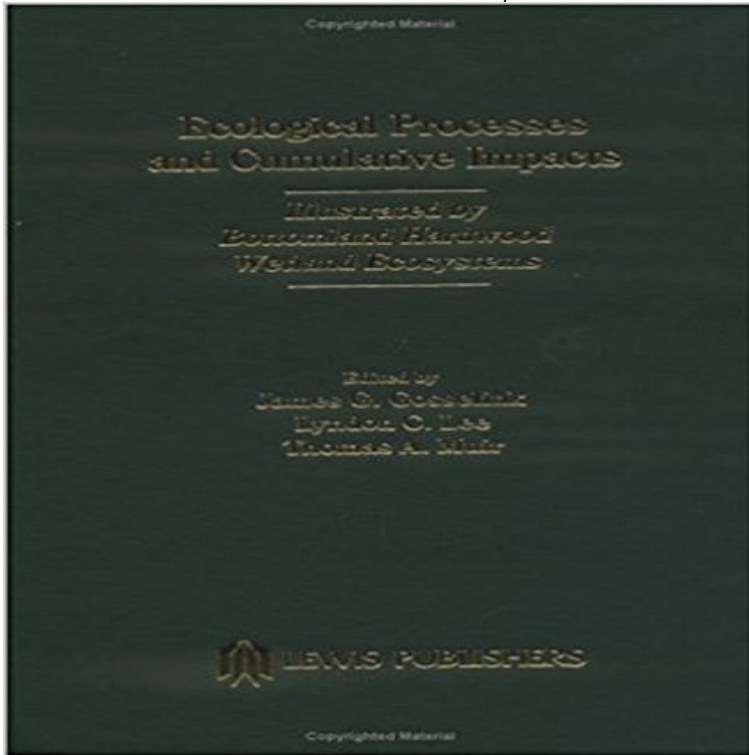 Copyrighted Material
Ecological Processes
and Cumulative Impacts
Illustrated by
Bottomland Hardwood
Wetland Ecosystems
Edited by
James G. Gosselink
Lyndon C. Lee
Thomas A. Muir
LEWIS PUBLISHERS
Copyrighted Material